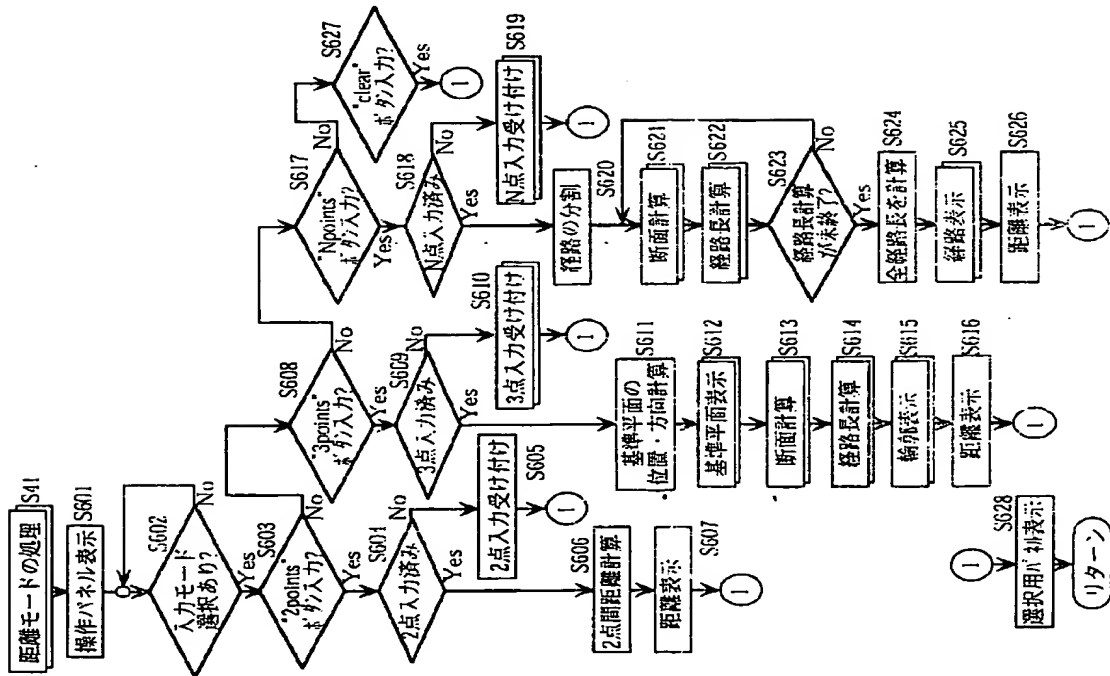 距離モードの処理
S41
操作パネル表示
S601
入力モード
選択あり?
S602
No
Yes
"2points"
ボタン入力?
S603
No
Yes
2点入力済み
S604
No
Yes
2点入力受け付け
S605
1
2点間距離計算
S606
距離表示
S607
1
"3points"
ボタン入力?
S608
No
Yes
3点入力済み
S609
No
Yes
3点入力受け付け
S610
1
基準平面の
位置・方向計算
S611
基準平面表示
S612
断面計算
S613
経路長計算
S614
輪郭表示
S615
距離表示
S616
1
"Npoints"
ボタン入力?
S617
No
Yes
N点入力済み
S618
No
Yes
N点入力受け付け
S619
1
経路の分割
S620
断面計算
S621
経路長計算
S622
経路長計算
が未終了?
S623
No
Yes
全経路長を計算
S624
経路表示
S625
距離表示
S626
1
"clear"
ボタン入力?
S627
Yes
1
1
選択用パネル表示
S628
リターン